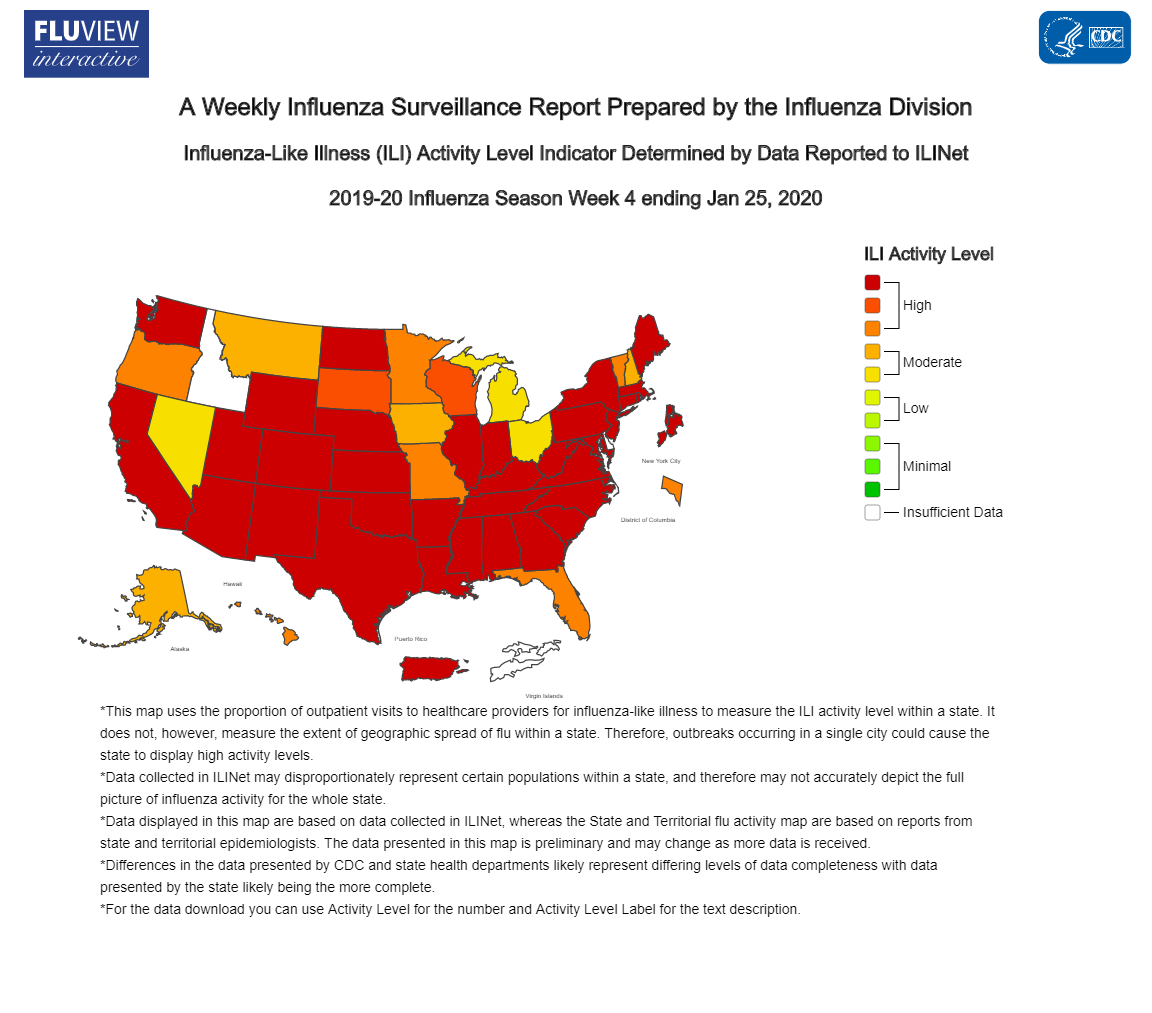 FLUVIEW
interactive
CDC
A Weekly Influenza Surveillance Report Prepared by the Influenza Division
Influenza-Like Illness (ILI) Activity Level Indicator Determined by Data Reported to ILINet
2019-20 Influenza Season Week 4 ending Jan 25, 2020
ILI Activity Level
High
Moderate
Low
Minimal
Insufficient Data
New York City
District of Columbia
Hawaii
Alaska
Puerto Rico
Virgin Islands
*This map uses the proportion of outpatient visits to healthcare providers for influenza-like illness to measure the ILI activity level within a state. It
does not, however, measure the extent of geographic spread of flu within a state. Therefore, outbreaks occurring in a single city could cause the
state to display high activity levels.
*Data collected in ILINet may disproportionately represent certain populations within a state, and therefore may not accurately depict the full
picture of influenza activity for the whole state.
*Data displayed in this map are based on data collected in ILINet, whereas the State and Territorial flu activity map are based on reports from
state and territorial epidemiologists. The data presented in this map is preliminary and may change as more data is received.
*Differences in the data presented by CDC and state health departments likely represent differing levels of data completeness with data
presented by the state likely being the more complete.
*For the data download you can use Activity Level for the number and Activity Level Label for the text description.